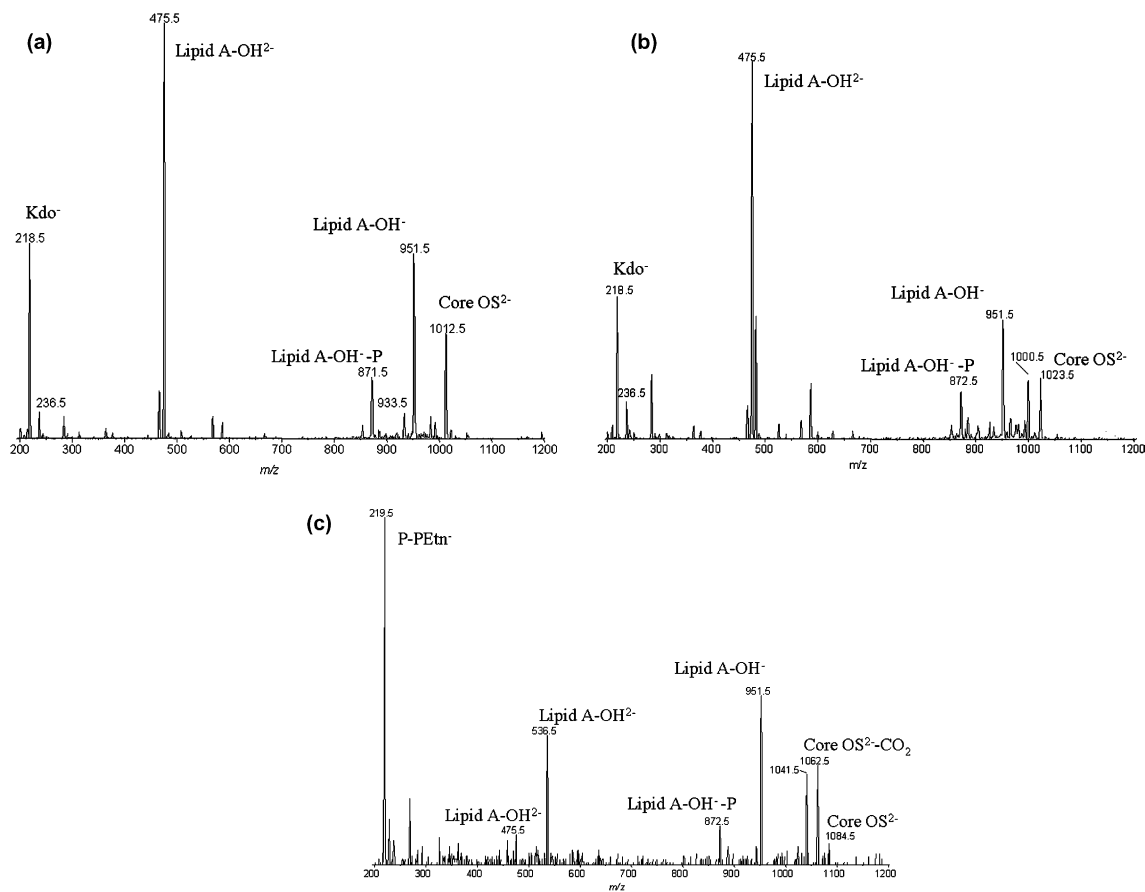 (a)
475.5
Lipid A-OH2-
Kdo-
218.5
236.5
Lipid A-OH-
951.5
Core OS2-
1012.5
Lipid A-OH- -P
871.5
933.5
200 300 400 500 600 700 800 900 1000 1100 1200
m/z
(b)
475.5
Lipid A-OH2-
Kdo-
218.5
236.5
Lipid A-OH-
951.5
Lipid A-OH- -P
872.5
1000.5
Core OS2-
1023.5
200 300 400 500 600 700 800 900 1000 1100 1200
m/z
(c)
219.5
P-PEtn-
Lipid A-OH-
951.5
Lipid A-OH2-
536.5
Core OS2--CO2
1062.5
1041.5
Lipid A-OH2-
475.5
Lipid A-OH- -P
872.5
Core OS2-
1084.5
200 300 400 500 600 700 800 900 1000 1100 1200
m/z